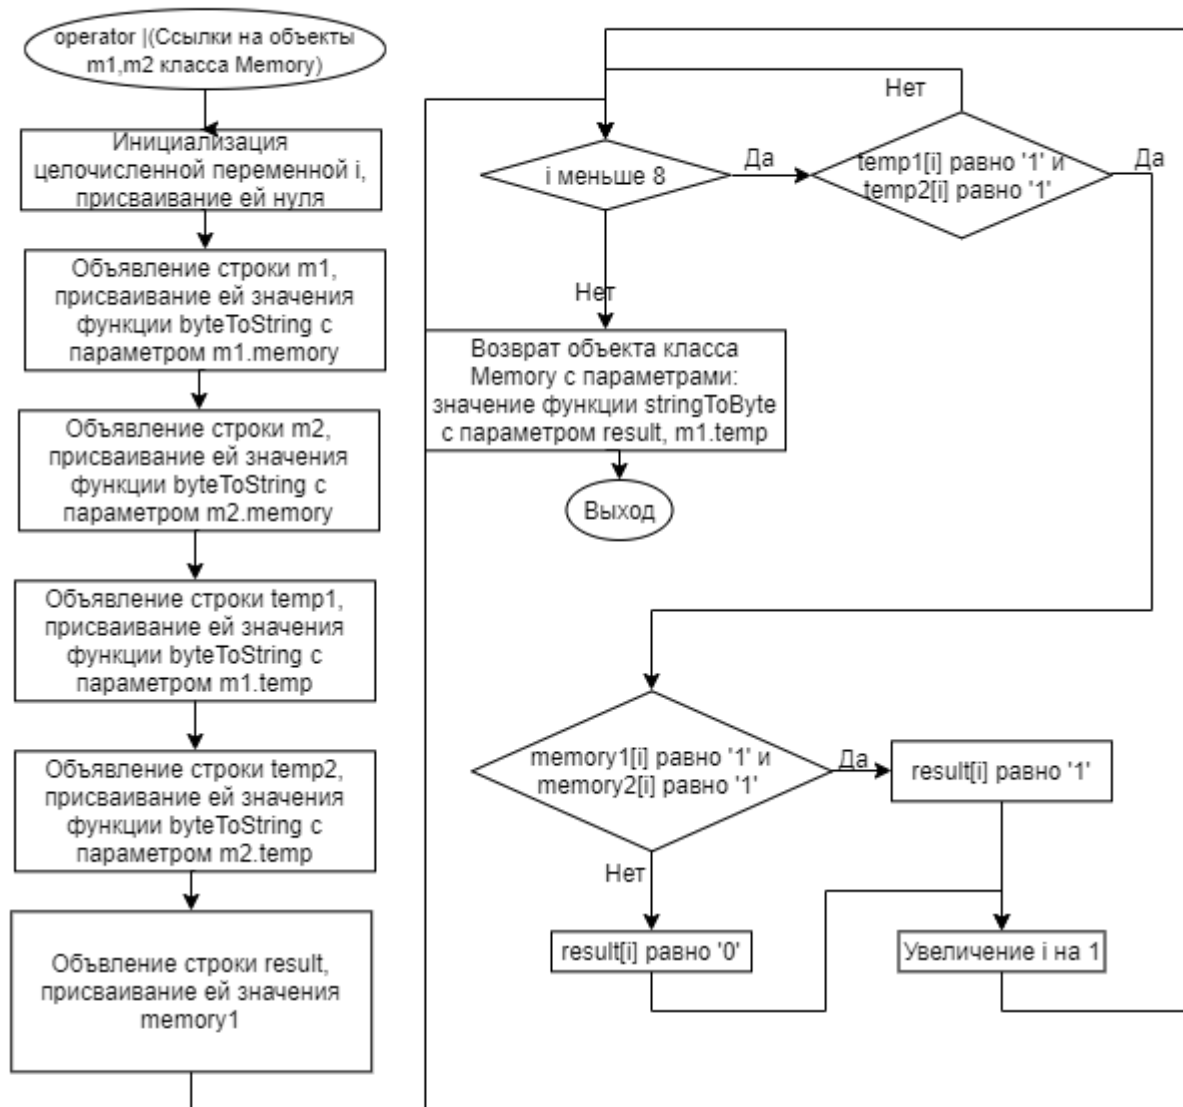 operator |(Ссылки на объекты
m1,m2 класса Memory)
Инициализация
целочисленной переменной i,
присваивание ей нуля
Объявление строки m1,
присваивание ей значения
функции byteToString с
параметром m1.memory
Объявление строки m2,
присваивание ей значения
функции byteToString с
параметром m2.memory
Объявление строки temp1,
присваивание ей значения
функции byteToString с
параметром m1.temp
Объявление строки temp2,
присваивание ей значения
функции byteToString с
параметром m2.temp
Объвление строки result,
присваивание ей значения
memory1
i меньше 8
Да
Нет
temp1[i] равно '1' и
temp2[i] равно '1'
Да
Нет
Возврат объекта класса
Memory с параметрами:
значение функции stringToByte
с параметром result, m1.temp
Выход
memory1[i] равно '1' и
memory2[i] равно '1'
Да
result[i] равно '1'
Нет
result[i] равно '0'
Увеличение i на 1